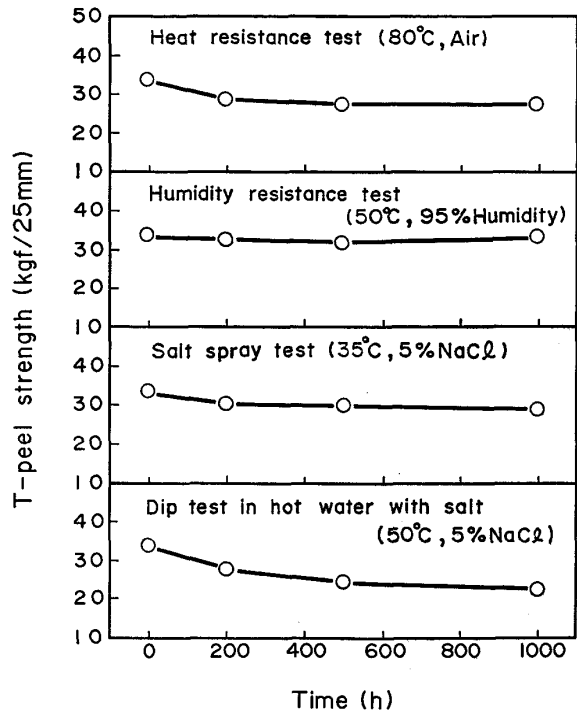 T-peel strength (kgf/25mm)
50
40
30
20
10
Heat resistance test (80°C, Air)
40
30
20
10
Humidity resistance test
(50°C, 95% Humidity)
40
30
20
10
Salt spray test (35°C, 5% NaCl)
40
30
20
10
Dip test in hot water with salt
(50°C, 5% NaCl)
0 200 400 600 800 1000
Time (h)